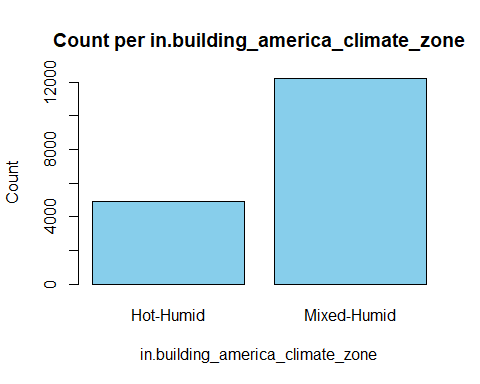 Count per in.building_america_climate_zone
Count
12000
8000
4000
0
Hot-Humid Mixed-Humid
in.building_america_climate_zone